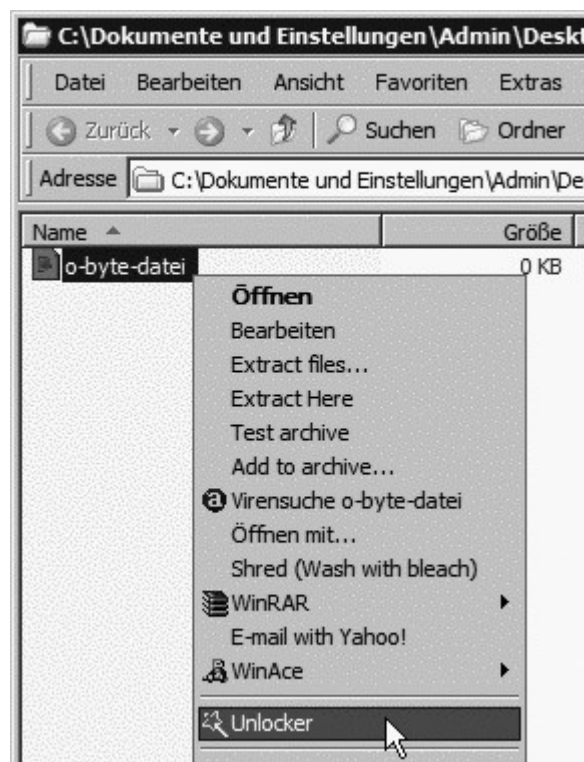 C:\Dokumente und Einstellungen\Admin\Deskt
Datei Bearbeiten Ansicht Favoriten Extras
Zurück Suchen Ordner
Adresse C:\Dokumente und Einstellungen\Admin\De
Name Größe
o-byte-datei 0 KB
Öffnen
Bearbeiten
Extract files...
Extract Here
Test archive
Add to archive...
Virensuche o-byte-datei
Öffnen mit...
Shred (Wash with bleach)
WinRAR
E-mail with Yahoo!
WinAce
Unlocker